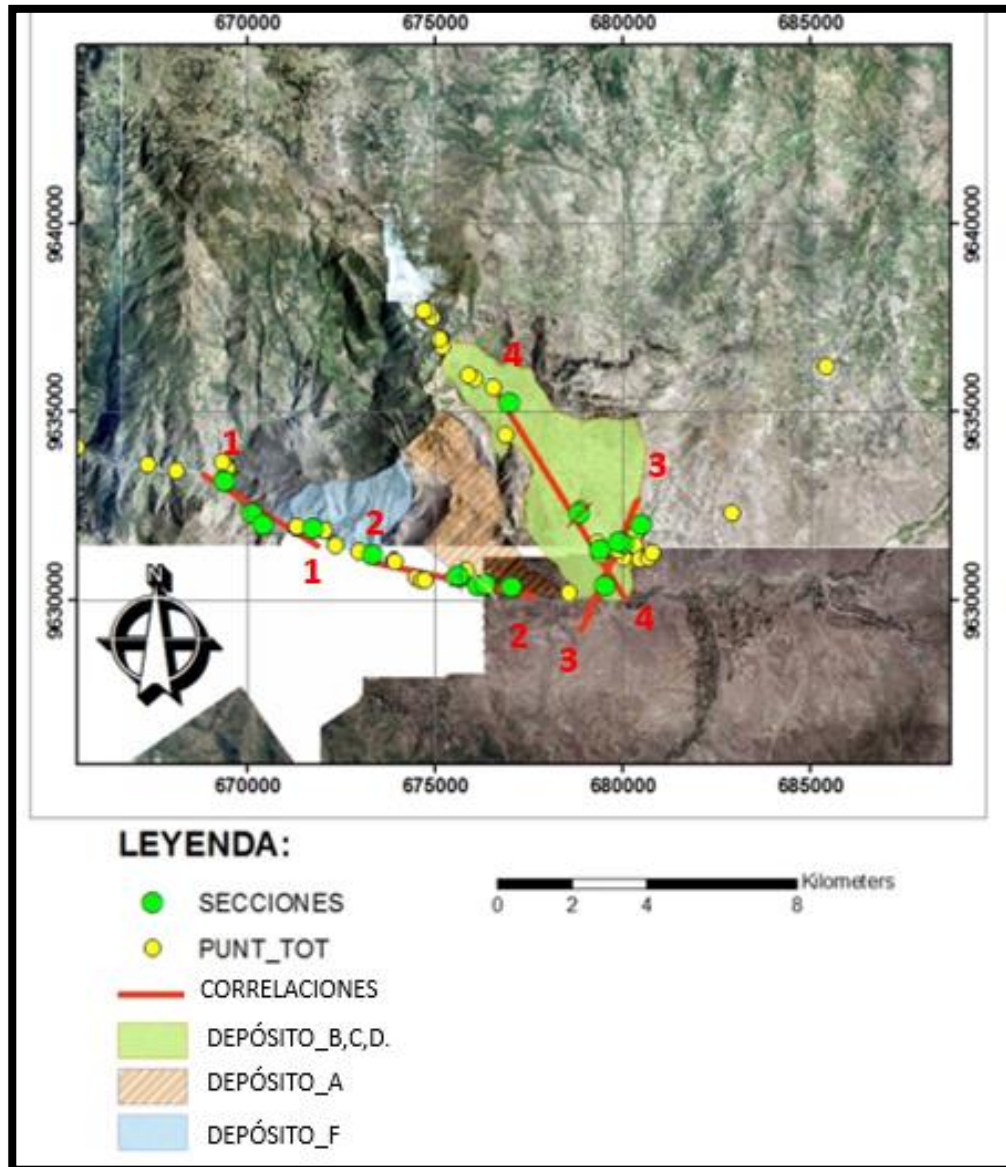 670000 675000 680000 685000
9640000 9640000
4
9635000 9635000
1 3
2
1
9630000 9630000
2 4
3
N
670000 675000 680000 685000
LEYENDA:
SECCIONES
Kilometers
0 2 4 8
PUNT_TOT
CORRELACIONES
DEPÓSITO_B,C,D.
DEPÓSITO_A
DEPÓSITO_F